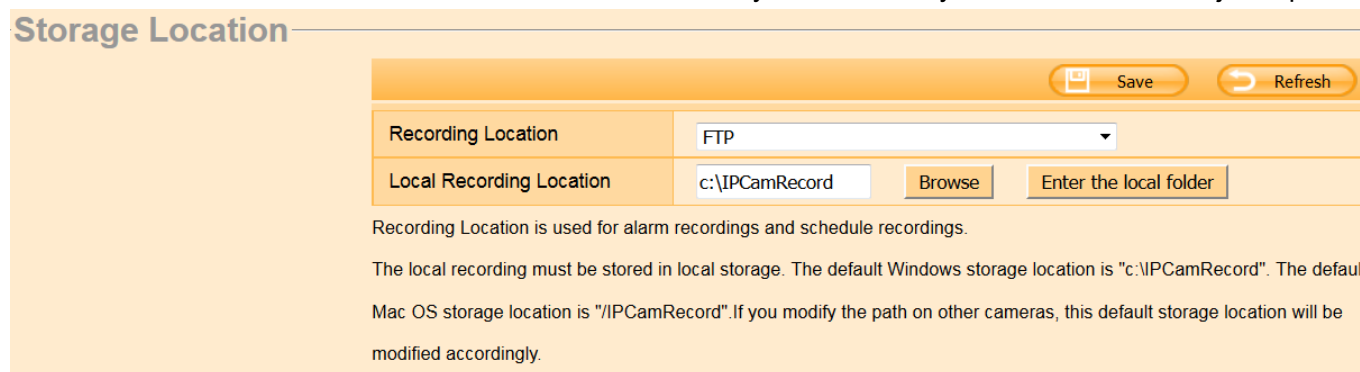 Storage Location
Save Refresh
Recording Location FTP
Local Recording Location c:\IPCamRecord Browse Enter the local folder
Recording Location is used for alarm recordings and schedule recordings.
The local recording must be stored in local storage. The default Windows storage location is "c:\IPCamRecord". The defaul
Mac OS storage location is "/IPCamRecord".If you modify the path on other cameras, this default storage location will be
modified accordingly.